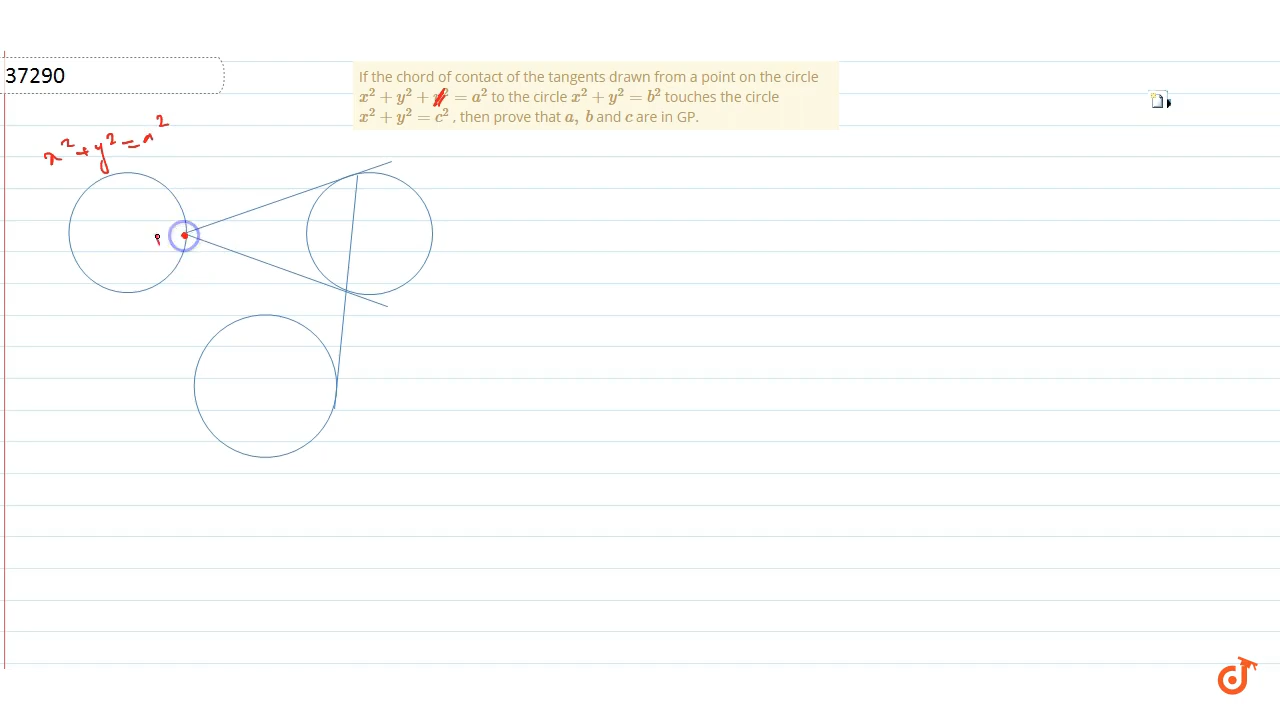 37290
If the chord of contact of the tangents drawn from a point on the circle
x² + y² + y² = a² to the circle x² + y² = b² touches the circle
x² + y² = c² , then prove that a, b and c are in GP.
x² + y² = a²